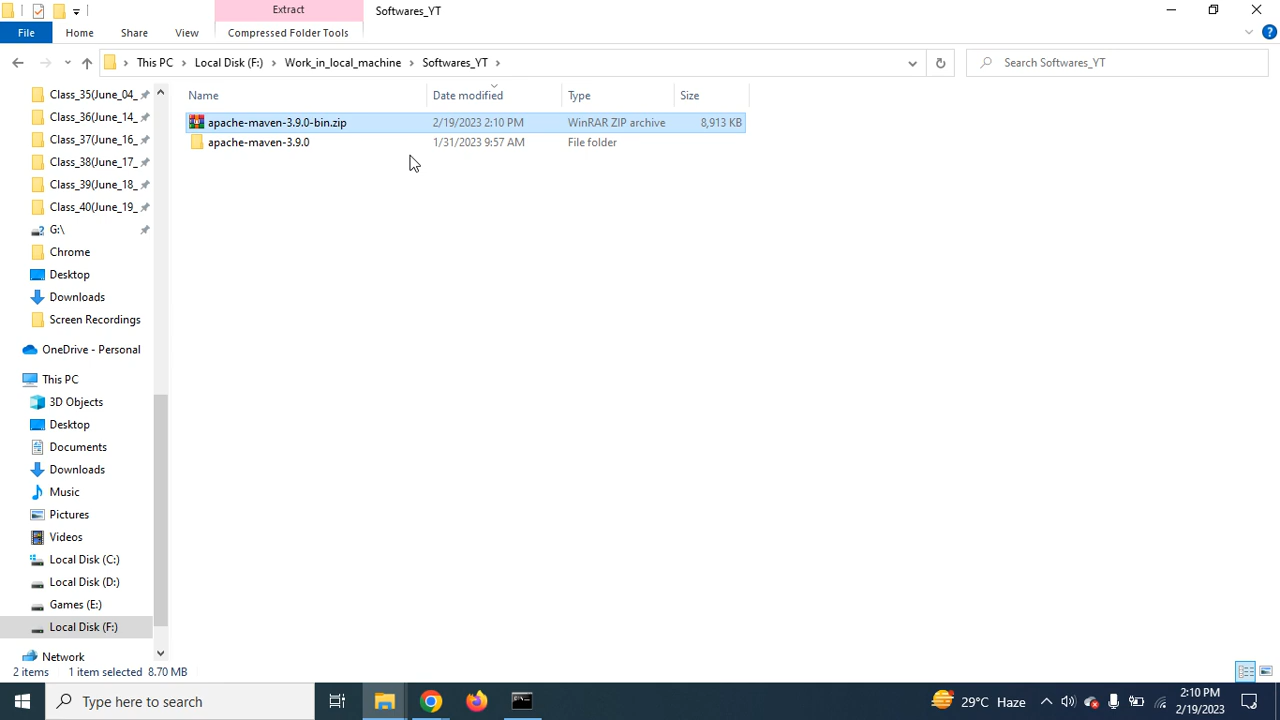 Extract
Softwares_YT
File
Home
Share
View
Compressed Folder Tools
This PC
Local Disk (F:)
Work_in_local_machine
Softwares_YT
Search Softwares_YT
Name
Date modified
Type
Size
apache-maven-3.9.0-bin.zip
2/19/2023 2:10 PM
WinRAR ZIP archive
8,913 KB
apache-maven-3.9.0
1/31/2023 9:57 AM
File folder
Class_35(June_04_
Class_36(June_14_
Class_37(June_16_
Class_38(June_17_
Class_39(June_18_
Class_40(June_19_
G:\
Chrome
Desktop
Downloads
Screen Recordings
OneDrive - Personal
This PC
3D Objects
Desktop
Documents
Downloads
Music
Pictures
Videos
Local Disk (C:)
Local Disk (D:)
Games (E:)
Local Disk (F:)
Network
2 items
1 item selected 8.70 MB
Type here to search
29°C Haze
2:10 PM
2/19/2023